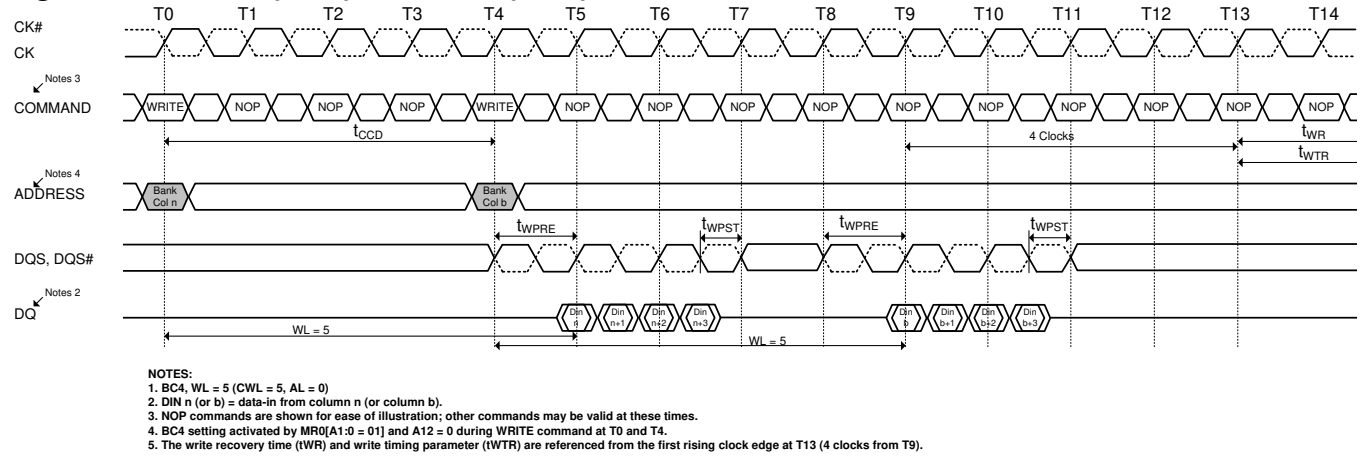 T0 T1 T2 T3 T4 T5 T6 T7 T8 T9 T10 T11 T12 T13 T14
CK#
CK
Notes 3
COMMAND WRITE NOP NOP NOP WRITE NOP NOP NOP NOP NOP NOP NOP NOP NOP NOP
tCCD 4 Clocks tWR
tWTR
Notes 4
ADDRESS Bank Col n Bank Col b
tWPRE tWPST tWPRE tWPST
DQS, DQS#
Notes 2
DQ Din n Din n+1 Din n+2 Din n+3 Din b Din b+1 Din b+2 Din b+3
WL = 5 WL = 5
NOTES:
1. BC4, WL = 5 (CWL = 5, AL = 0)
2. DIN n (or b) = data-in from column n (or column b).
3. NOP commands are shown for ease of illustration; other commands may be valid at these times.
4. BC4 setting activated by MR0[A1:0 = 01] and A12 = 0 during WRITE command at T0 and T4.
5. The write recovery time (tWR) and write timing parameter (tWTR) are referenced from the first rising clock edge at T13 (4 clocks from T9).